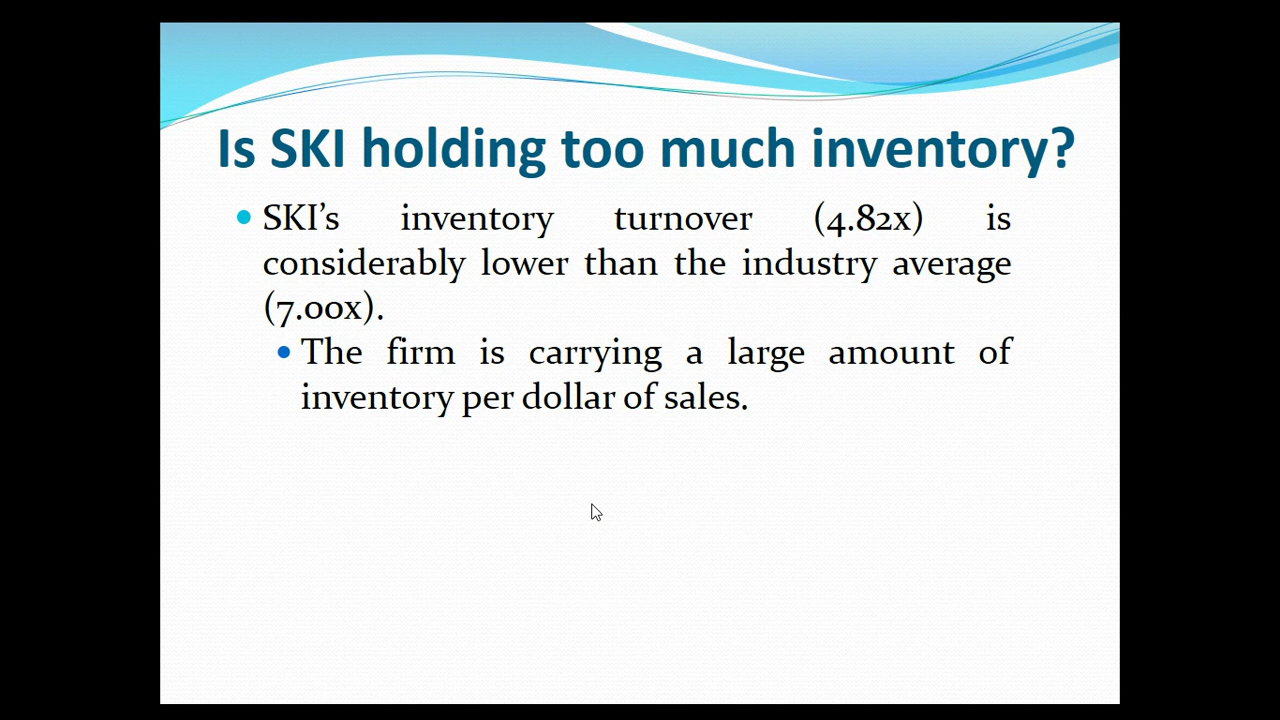 Is SKI holding too much inventory?
SKI’s inventory turnover (4.82x) is
considerably lower than the industry average
(7.00x).
The firm is carrying a large amount of
inventory per dollar of sales.